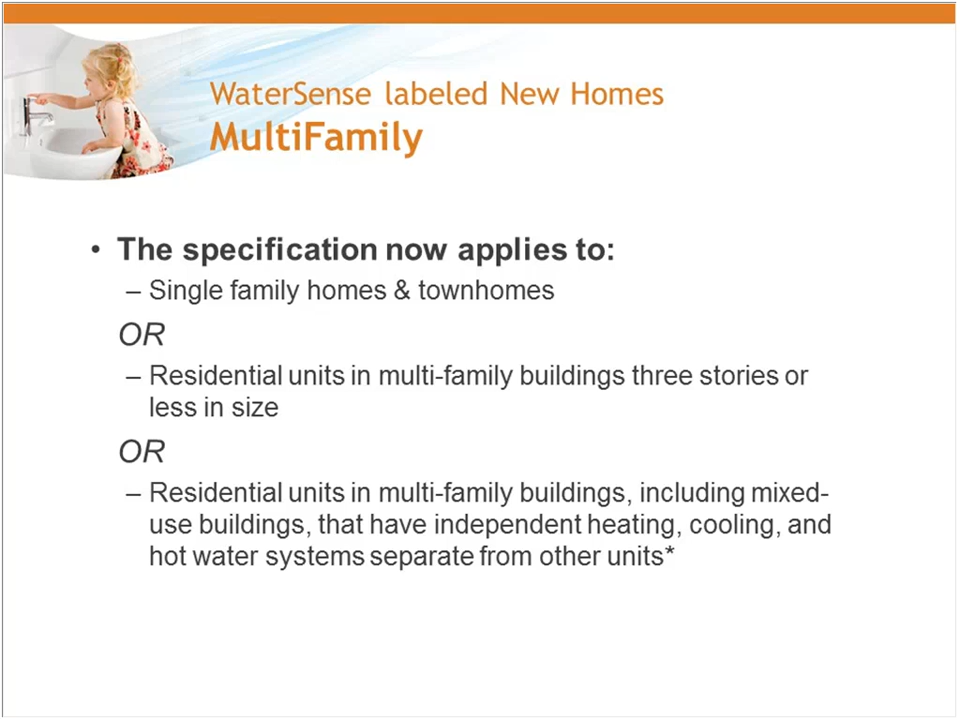 WaterSense labeled New Homes
MultiFamily
• The specification now applies to:
– Single family homes & townhomes
OR
– Residential units in multi-family buildings three stories or
less in size
OR
– Residential units in multi-family buildings, including mixed-
use buildings, that have independent heating, cooling, and
hot water systems separate from other units*